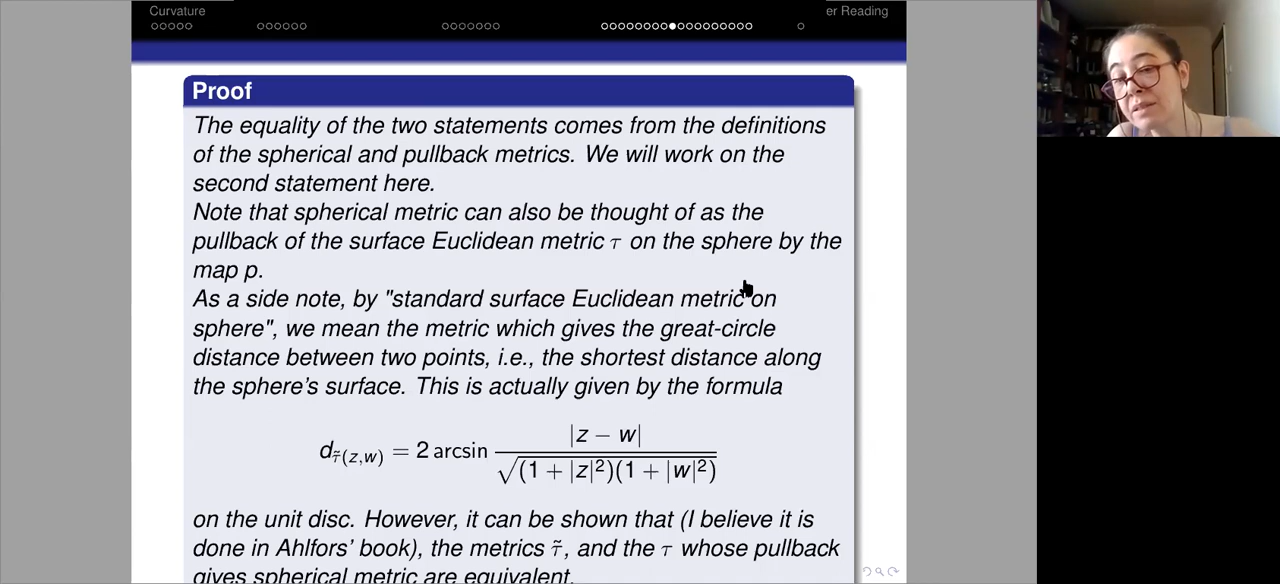 Curvature
er Reading
Proof
The equality of the two statements comes from the definitions
of the spherical and pullback metrics. We will work on the
second statement here.
Note that spherical metric can also be thought of as the
pullback of the surface Euclidean metric τ on the sphere by the
map p.
As a side note, by "standard surface Euclidean metric on
sphere", we mean the metric which gives the great-circle
distance between two points, i.e., the shortest distance along
the sphere's surface. This is actually given by the formula
d_{τ̃(z,w)} = 2 arcsin |z − w| / √((1 + |z|²)(1 + |w|²))
on the unit disc. However, it can be shown that (I believe it is
done in Ahlfors' book), the metrics τ̃, and the τ whose pullback
gives spherical metric are equivalent.